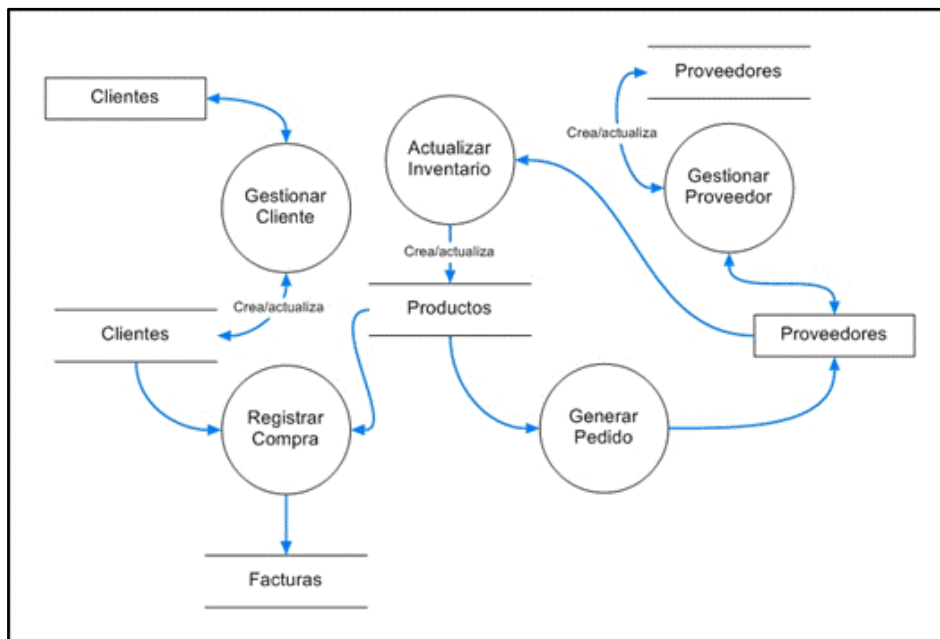 Clientes
Proveedores
Crea/actualiza
Actualizar
Inventario
Gestionar
Proveedor
Gestionar
Cliente
Crea/actualiza
Crea/actualiza
Productos
Clientes
Proveedores
Registrar
Compra
Generar
Pedido
Facturas